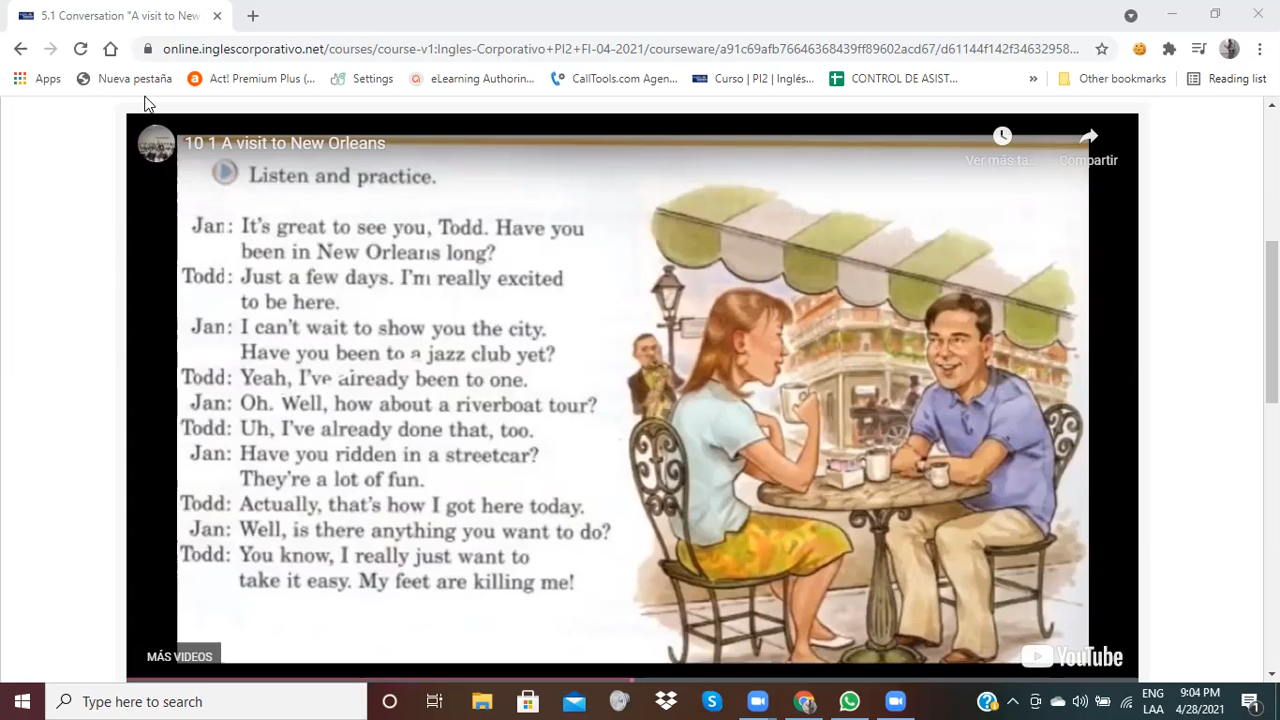 5.1 Conversation "A visit to New
online.inglescorporativo.net/courses/course-v1:Ingles-Corporativo+PI2+FI-04-2021/courseware/a91c69afb76646368439ff89602acd67/d61144f142f34632958...
Apps Nueva pestaña Act! Premium Plus (... Settings eLearning Authorin... CallTools.com Agen... Curso | PI2 | Inglés... CONTROL DE ASIST... » Other bookmarks Reading list
10 1 A visit to New Orleans
Ver más ta... Compartir
Listen and practice.
Jan: It's great to see you, Todd. Have you
been in New Orleans long?
Todd: Just a few days. I'm really excited
to be here.
Jan: I can't wait to show you the city.
Have you been to a jazz club yet?
Todd: Yeah, I've already been to one.
Jan: Oh. Well, how about a riverboat tour?
Todd: Uh, I've already done that, too.
Jan: Have you ridden in a streetcar?
They're a lot of fun.
Todd: Actually, that's how I got here today.
Jan: Well, is there anything you want to do?
Todd: You know, I really just want to
take it easy. My feet are killing me!
MÁS VIDEOS
YouTube
Type here to search
ENG 9:04 PM
LAA 4/28/2021